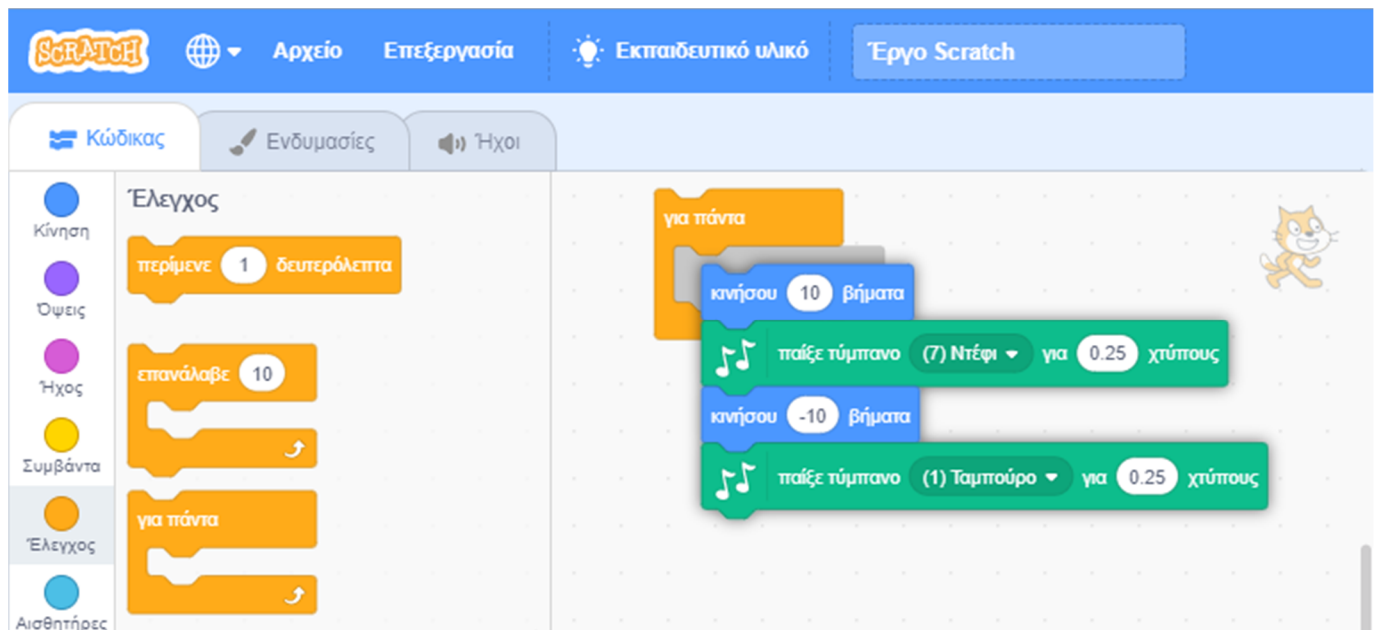 SCRATCH Αρχείο Επεξεργασία Εκπαιδευτικό υλικό Έργο Scratch
Κώδικας Ενδυμασίες Ήχοι
Κίνηση
Όψεις
Ήχος
Συμβάντα
Έλεγχος
Αισθητήρες
Έλεγχος
περίμενε 1 δευτερόλεπτα
επανάλαβε 10
για πάντα
για πάντα
κινήσου 10 βήματα
παίξε τύμπανο (7) Ντέφι για 0.25 χτύπους
κινήσου -10 βήματα
παίξε τύμπανο (1) Ταμπούρο για 0.25 χτύπους